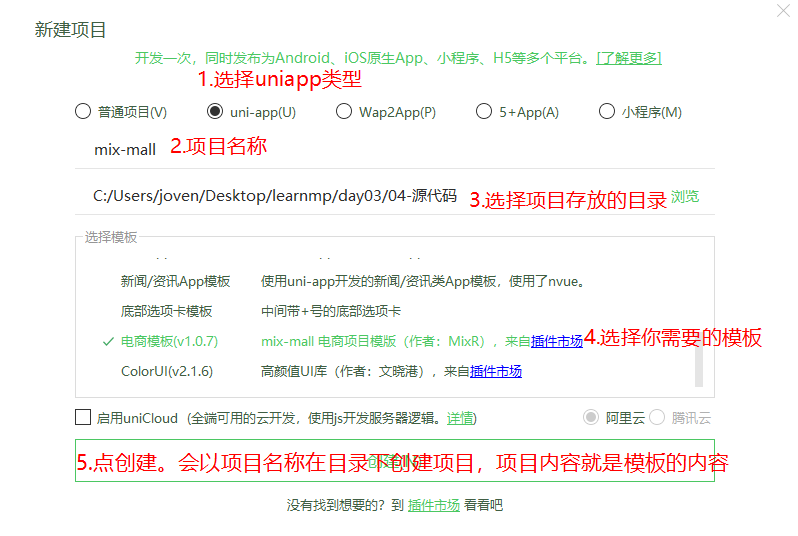 新建项目
开发一次，同时发布为Android、iOS原生App、小程序、H5等多个平台。[了解更多]
1.选择uniapp类型
普通项目(V) uni-app(U) Wap2App(P) 5+App(A) 小程序(M)
mix-mall 2.项目名称
C:/Users/joven/Desktop/learnmp/day03/04-源代码 3.选择项目存放的目录 浏览
选择模板
新闻/资讯App模板 使用uni-app开发的新闻/资讯类App模板，使用了nvue。
底部选项卡模板 中间带+号的底部选项卡
电商模板(v1.0.7) mix-mall 电商项目模版（作者：MixR），来自插件市场 4.选择你需要的模板
ColorUI(v2.1.6) 高颜值UI库（作者：文晓港），来自插件市场
启用uniCloud（全端可用的云开发，使用js开发服务器逻辑。详情) 阿里云 腾讯云
5.点创建。会以项目名称在目录下创建项目，项目内容就是模板的内容
没有找到想要的？到 插件市场 看看吧